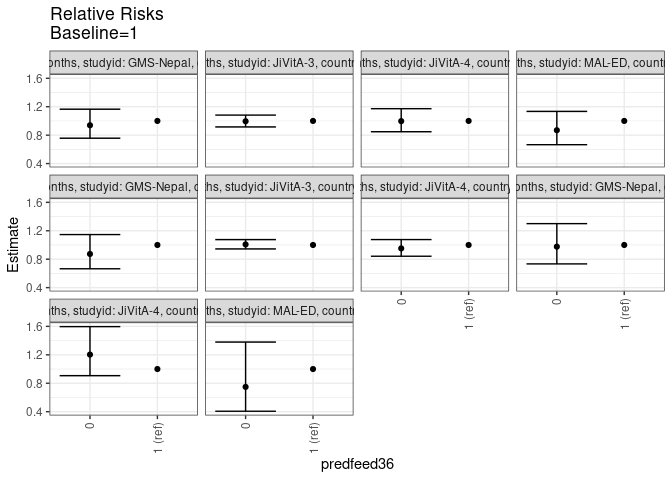 Relative Risks
Baseline=1
onths, studyid: GMS-Nepal,
ths, studyid: JiVitA-3, countr
ths, studyid: JiVitA-4, countr
nths, studyid: MAL-ED, count
1.6
1.2
0.8
0.4
onths, studyid: GMS-Nepal,
ths, studyid: JiVitA-3, countr
ths, studyid: JiVitA-4, country
onths, studyid: GMS-Nepal,
1.6
1.2
0.8
0.4
Estimate
0
1 (ref)
0
1 (ref)
ths, studyid: JiVitA-4, countr
nths, studyid: MAL-ED, count
1.6
1.2
0.8
0.4
0
1 (ref)
0
1 (ref)
predfeed36